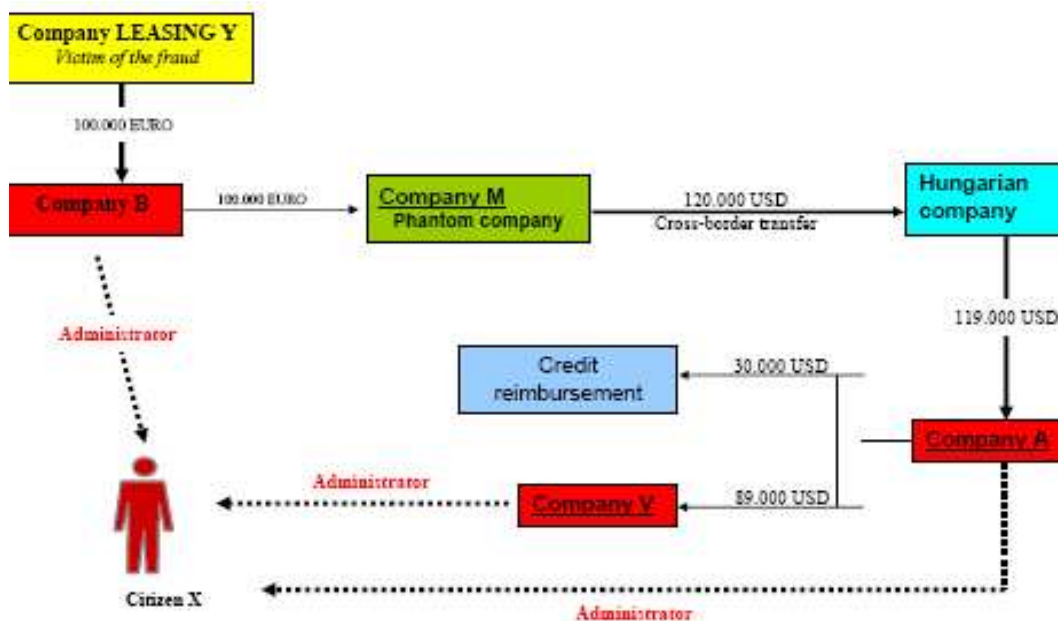 Company LEASING Y
Victim of the fraud
100.000 EURO
Company B
100.000 EURO
Company M
Phantom company
120.000 USD
Cross-border transfer
Hungarian
company
119.000 USD
Administrator
Credit
reimbursement
30.000 USD
Company A
Administrator
Company V
89.000 USD
Citizen X
Administrator